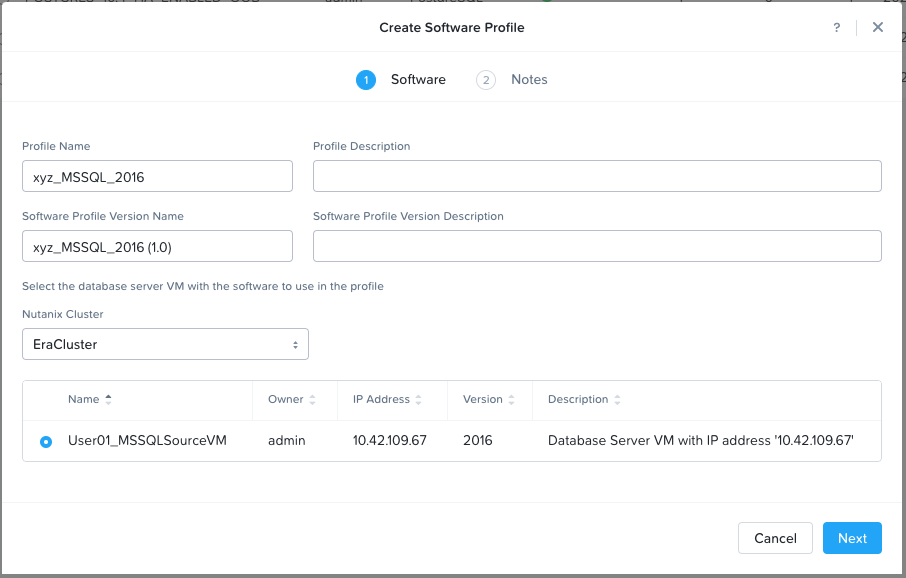 Create Software Profile ? ×
1 Software 2 Notes
Profile Name Profile Description
xyz_MSSQL_2016
Software Profile Version Name Software Profile Version Description
xyz_MSSQL_2016 (1.0)
Select the database server VM with the software to use in the profile
Nutanix Cluster
EraCluster
Name Owner IP Address Version Description
User01_MSSQLSourceVM admin 10.42.109.67 2016 Database Server VM with IP address '10.42.109.67'
Cancel Next